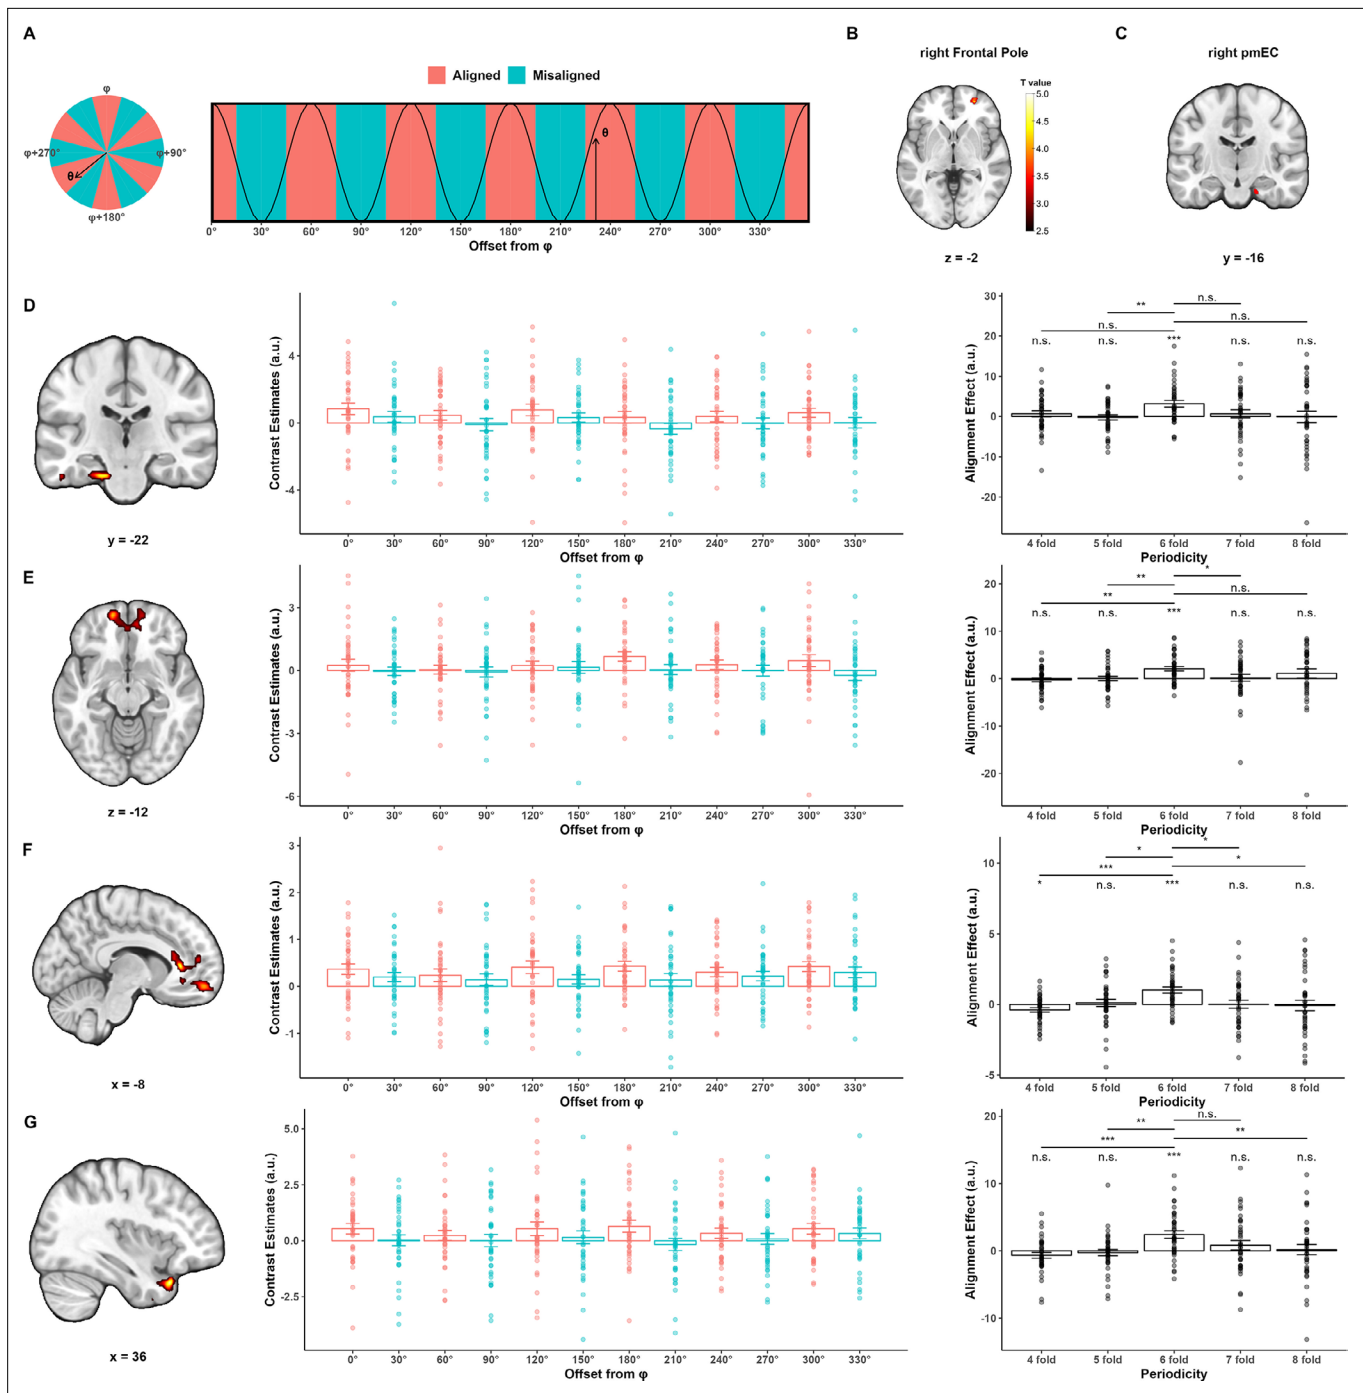 A
Aligned
Misaligned
φ
φ+270°
φ+90°
θ
φ+180°
θ
0° 30° 60° 90° 120° 150° 180° 210° 240° 270° 300° 330°
Offset from φ
B
right Frontal Pole
T value
5.0
4.5
4.0
3.5
3.0
2.5
z = -2
C
right pmEC
y = -16
D
y = -22
Contrast Estimates (a.u.)
4
0
-4
0° 30° 60° 90° 120° 150° 180° 210° 240° 270° 300° 330°
Offset from φ
Alignment Effect (a.u.)
30
20
10
0
-10
-20
n.s.
**
n.s.
n.s.
n.s. n.s. *** n.s. n.s.
4 fold 5 fold 6 fold 7 fold 8 fold
Periodicity
E
z = -12
Contrast Estimates (a.u.)
3
0
-3
-6
0° 30° 60° 90° 120° 150° 180° 210° 240° 270° 300° 330°
Offset from φ
Alignment Effect (a.u.)
20
10
0
-10
-20
*
**
n.s.
**
n.s. n.s. *** n.s. n.s.
4 fold 5 fold 6 fold 7 fold 8 fold
Periodicity
F
x = -8
Contrast Estimates (a.u.)
3
2
1
0
-1
0° 30° 60° 90° 120° 150° 180° 210° 240° 270° 300° 330°
Offset from φ
Alignment Effect (a.u.)
10
5
0
-5
*
*
*
***
* n.s. *** n.s. n.s.
4 fold 5 fold 6 fold 7 fold 8 fold
Periodicity
G
x = 36
Contrast Estimates (a.u.)
5.0
2.5
0.0
-2.5
0° 30° 60° 90° 120° 150° 180° 210° 240° 270° 300° 330°
Offset from φ
Alignment Effect (a.u.)
20
10
0
-10
n.s.
**
**
***
n.s. n.s. *** n.s. n.s.
4 fold 5 fold 6 fold 7 fold 8 fold
Periodicity